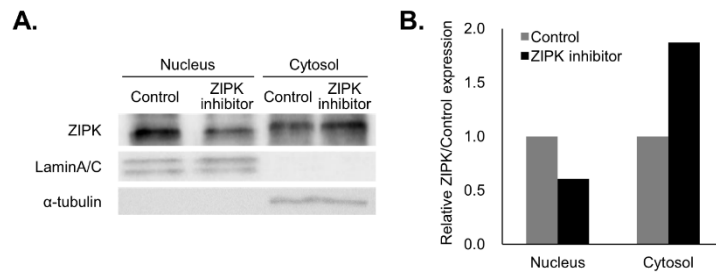 A.
Nucleus Cytosol
Control ZIPK inhibitor Control ZIPK inhibitor
ZIPK
LaminA/C
α-tubulin
B.
Relative ZIPK/Control expression
2.0
1.5
1.0
0.5
0.0
Control
ZIPK inhibitor
Nucleus Cytosol